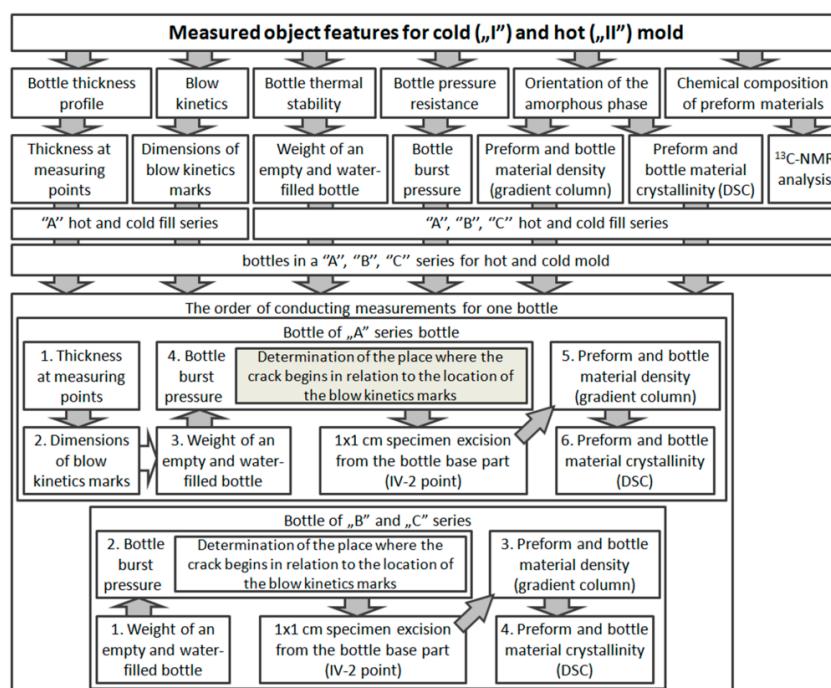 Measured object features for cold („I”) and hot („II”) mold
Bottle thickness
profile
Blow
kinetics
Bottle thermal
stability
Bottle pressure
resistance
Orientation of the
amorphous phase
Chemical composition
of preform materials
Thickness at
measuring
points
Dimensions of
blow kinetics
marks
Weight of an
empty and water-
filled bottle
Bottle
burst
pressure
Preform and bottle
material density
(gradient column)
Preform and
bottle material
crystallinity (DSC)
¹³C-NMR
analysis
“A” hot and cold fill series
“A”, “B”, “C” hot and cold fill series
bottles in a “A”, “B”, “C” series for hot and cold mold
The order of conducting measurements for one bottle
Bottle of „A” series bottle
1. Thickness
at measuring
points
4. Bottle
burst
pressure
Determination of the place where the
crack begins in relation to the location of
the blow kinetics marks
5. Preform and bottle
material density
(gradient column)
2. Dimensions
of blow
kinetics marks
3. Weight of an
empty and water-
filled bottle
1x1 cm specimen excision
from the bottle base part
(IV-2 point)
6. Preform and bottle
material crystallinity
(DSC)
Bottle of „B” and „C” series
2. Bottle
burst
pressure
Determination of the place where the
crack begins in relation to the location of
the blow kinetics marks
3. Preform and bottle
material density
(gradient column)
1. Weight of an
empty and water-
filled bottle
1x1 cm specimen excision
from the bottle base part
(IV-2 point)
4. Preform and bottle
material crystallinity
(DSC)